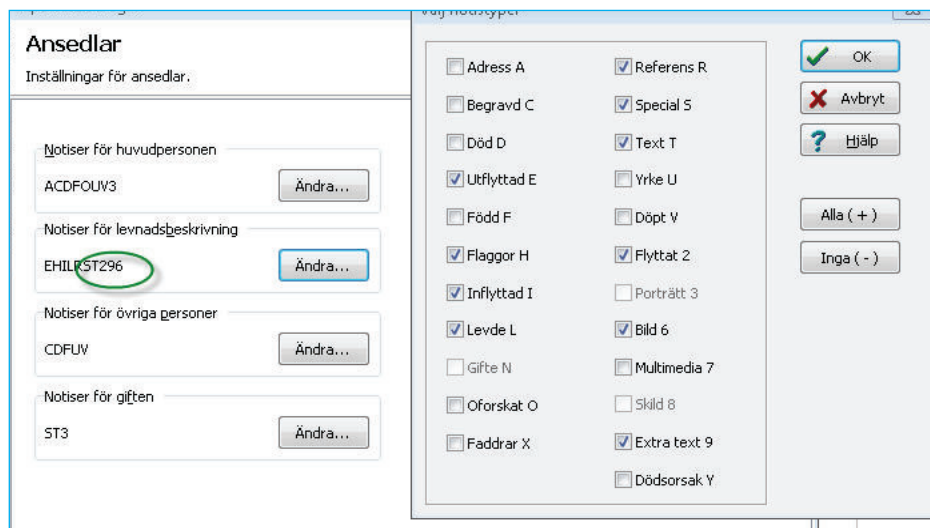 Välj notistyper
Ansedlar
Inställningar för ansedlar.
Notiser för huvudpersonen
ACDFOUV3
Ändra...
Notiser för levnadsbeskrivning
EHILRST296
Ändra...
Notiser för övriga personer
CDFUV
Ändra...
Notiser för giften
ST3
Ändra...
Adress A
Begravd C
Död D
Utflyttad E
Född F
Flaggor H
Inflyttad I
Levde L
Gifte N
Oforskat O
Faddrar X
Referens R
Special S
Text T
Yrke U
Döpt V
Flyttat 2
Porträtt 3
Bild 6
Multimedia 7
Skild 8
Extra text 9
Dödsorsak Y
OK
Avbryt
Hjälp
Alla ( + )
Inga ( - )